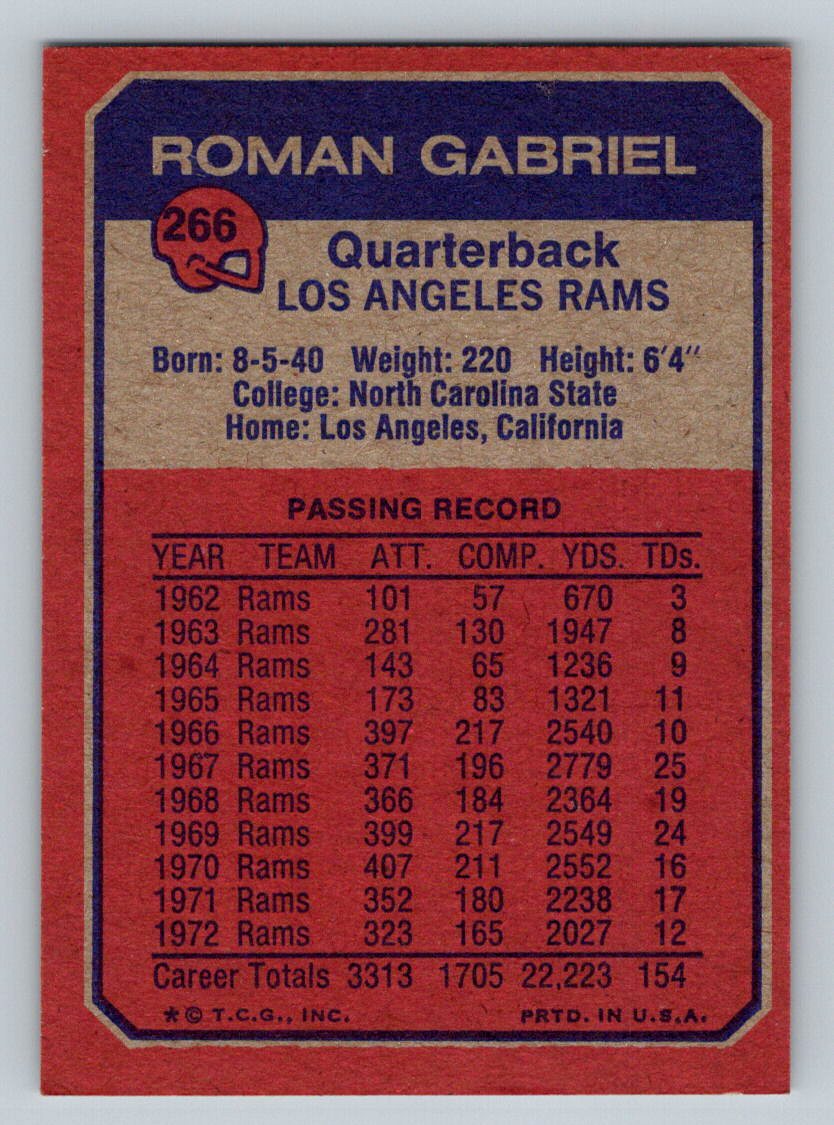 ROMAN GABRIEL
266
Quarterback
LOS ANGELES RAMS
Born: 8-5-40 Weight: 220 Height: 6'4"
College: North Carolina State
Home: Los Angeles, California
PASSING RECORD
YEAR TEAM ATT. COMP. YDS. TDs.
1962 Rams 101 57 670 3
1963 Rams 281 130 1947 8
1964 Rams 143 65 1236 9
1965 Rams 173 83 1321 11
1966 Rams 397 217 2540 10
1967 Rams 371 196 2779 25
1968 Rams 366 184 2364 19
1969 Rams 399 217 2549 24
1970 Rams 407 211 2552 16
1971 Rams 352 180 2238 17
1972 Rams 323 165 2027 12
Career Totals 3313 1705 22,223 154
*© T.C.G., INC. PRTD. IN U.S.A.